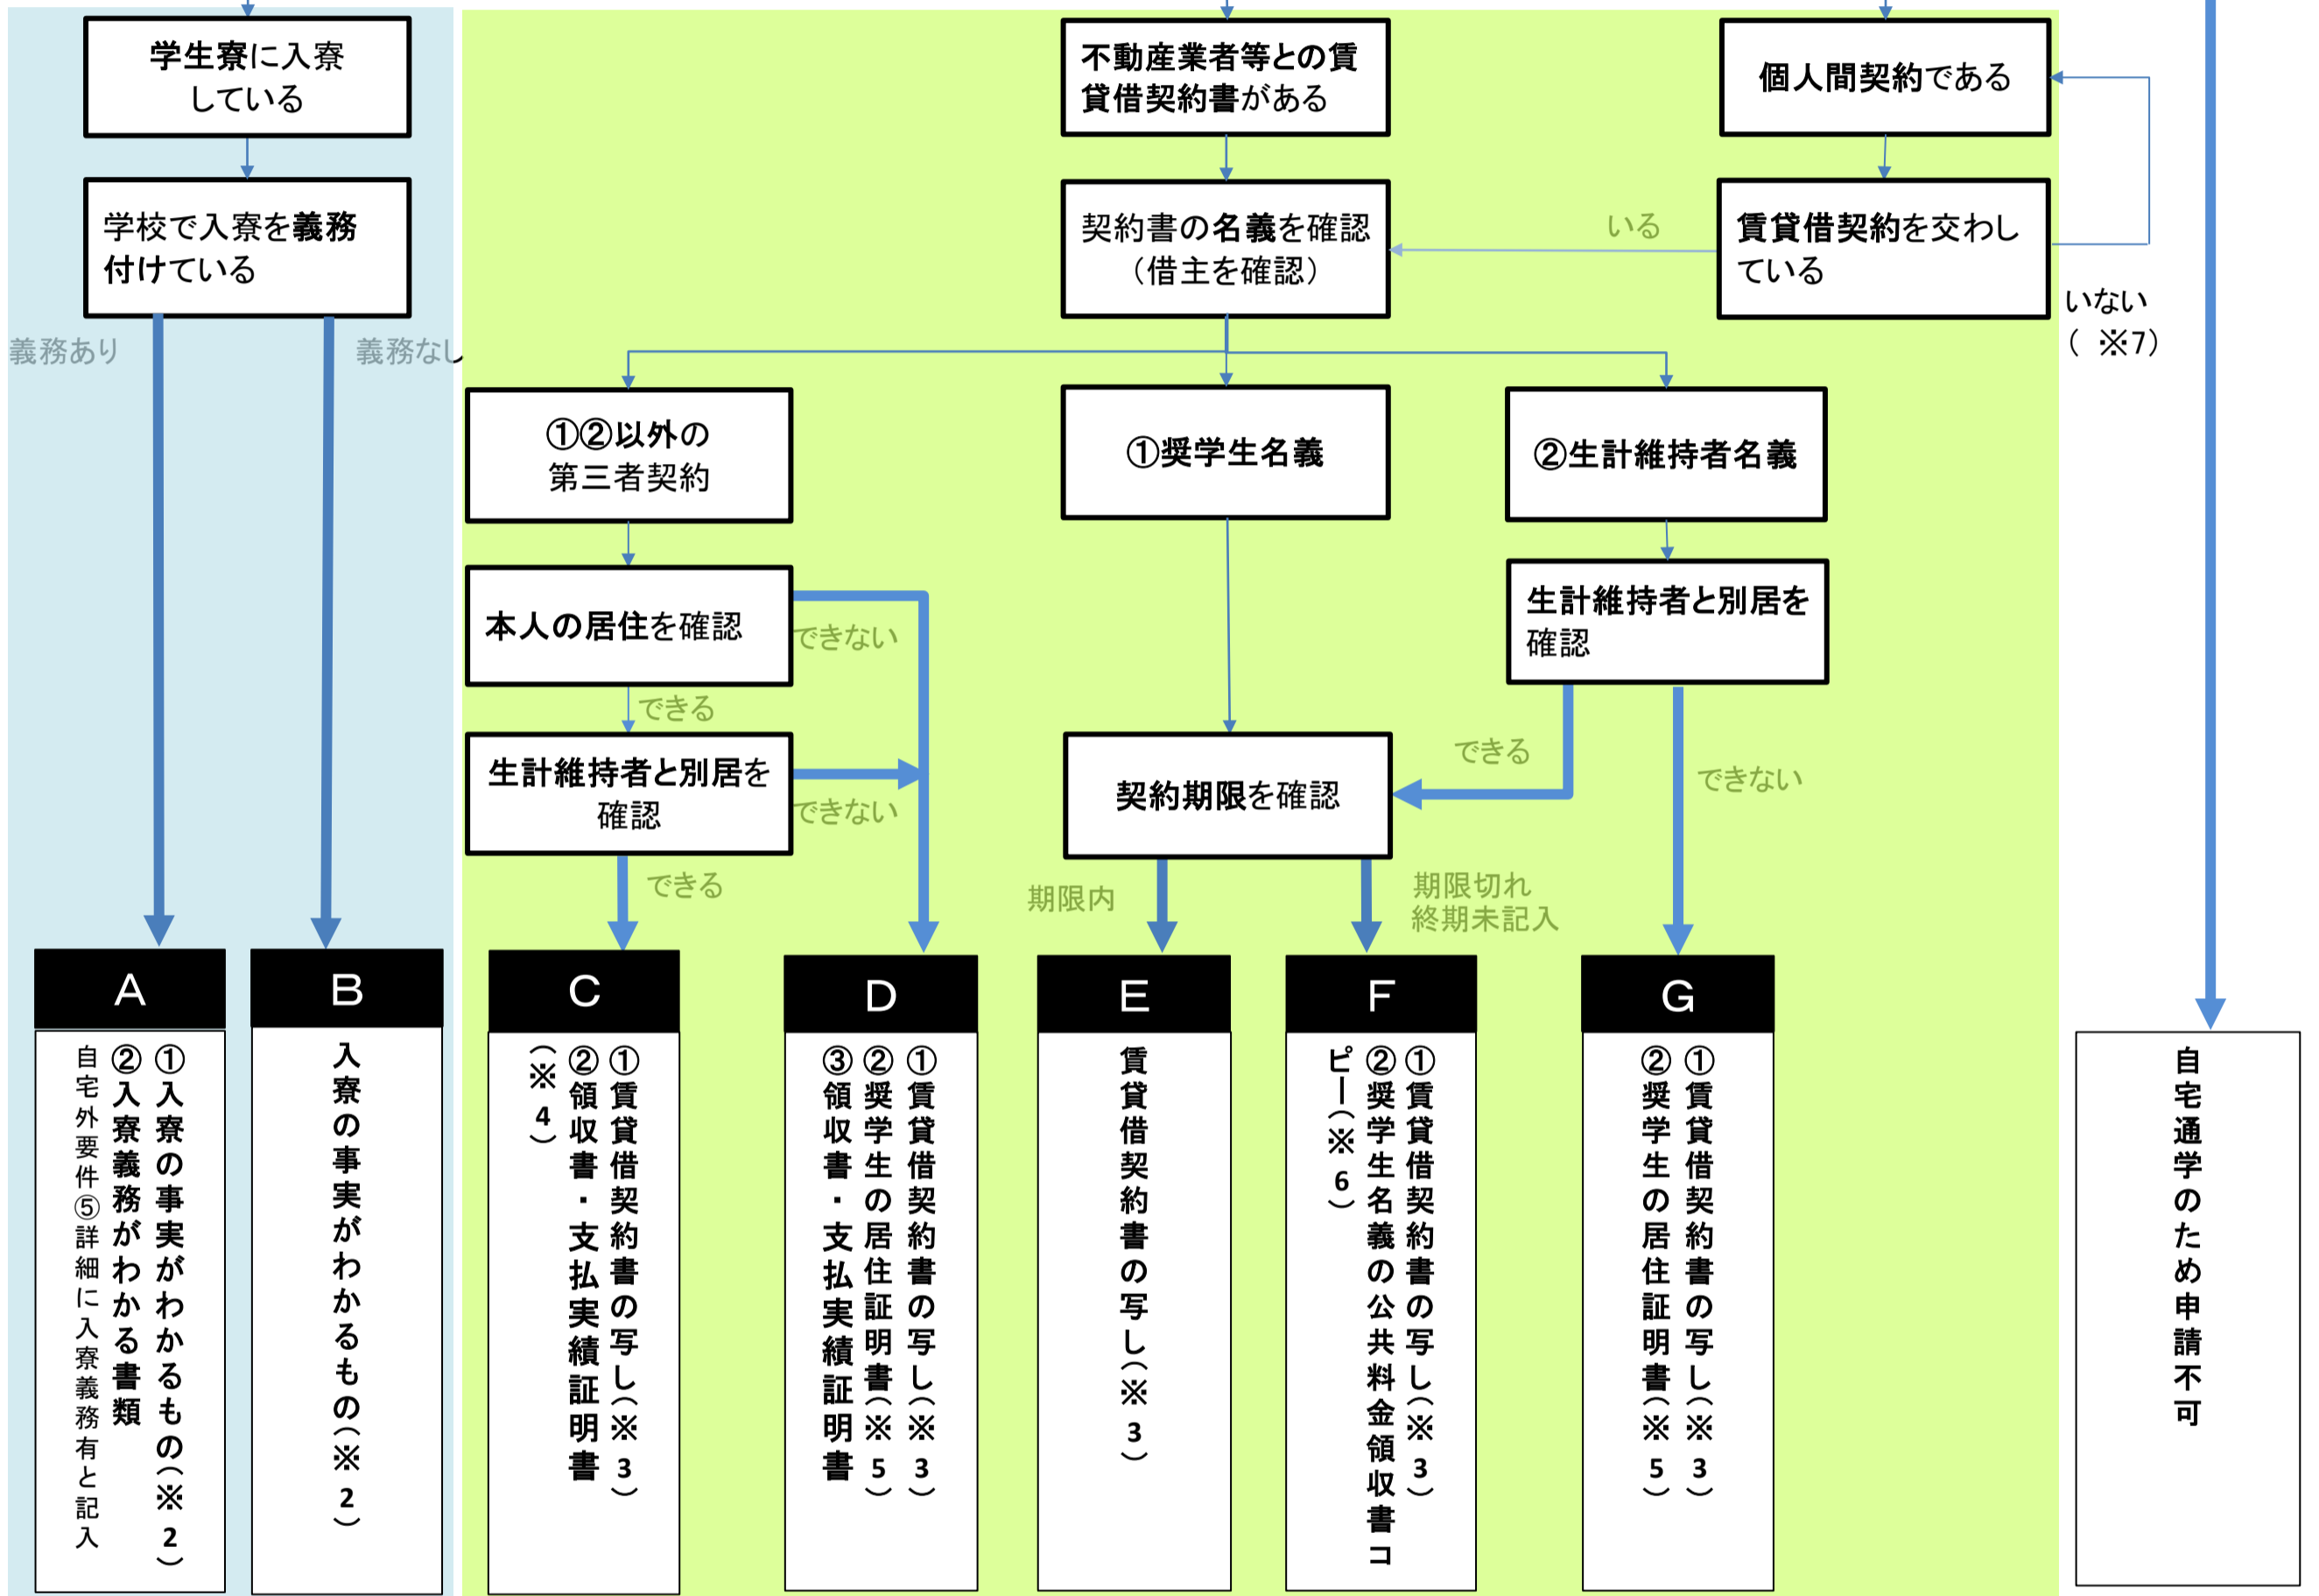 学生寮に入寮
している
不動産業者等との賃
貸借契約書がある
個人間契約である
学校で入寮を義務
付けている
契約書の名義を確認
（借主を確認）
いる
賃貸借契約を交わし
ている
いない
（ ※7）
義務あり
義務なし
①②以外の
第三者契約
①奨学生名義
②生計維持者名義
本人の居住を確認
できない
生計維持者と別居を
確認
できる
生計維持者と別居を
確認
できない
契約期限を確認
できる
できない
できる
期限内
期限切れ
終期未記入
A
①入寮の事実がわかるもの（※2）
②入寮義務がわかる書類
自宅外要件⑤詳細に入寮義務有と記入
B
入寮の事実がわかるもの（※2）
C
①賃貸借契約書の写し（※3）
②領収書・支払実績証明書
（※4）
D
①賃貸借契約書の写し（※3）
②奨学生の居住証明書（※5）
③領収書・支払実績証明書
E
賃貸借契約書の写し（※3）
F
①賃貸借契約書の写し（※3）
②奨学生名義の公共料金領収書コ
ピー（※6）
G
①賃貸借契約書の写し（※3）
②奨学生の居住証明書（※5）
自宅通学のため申請不可